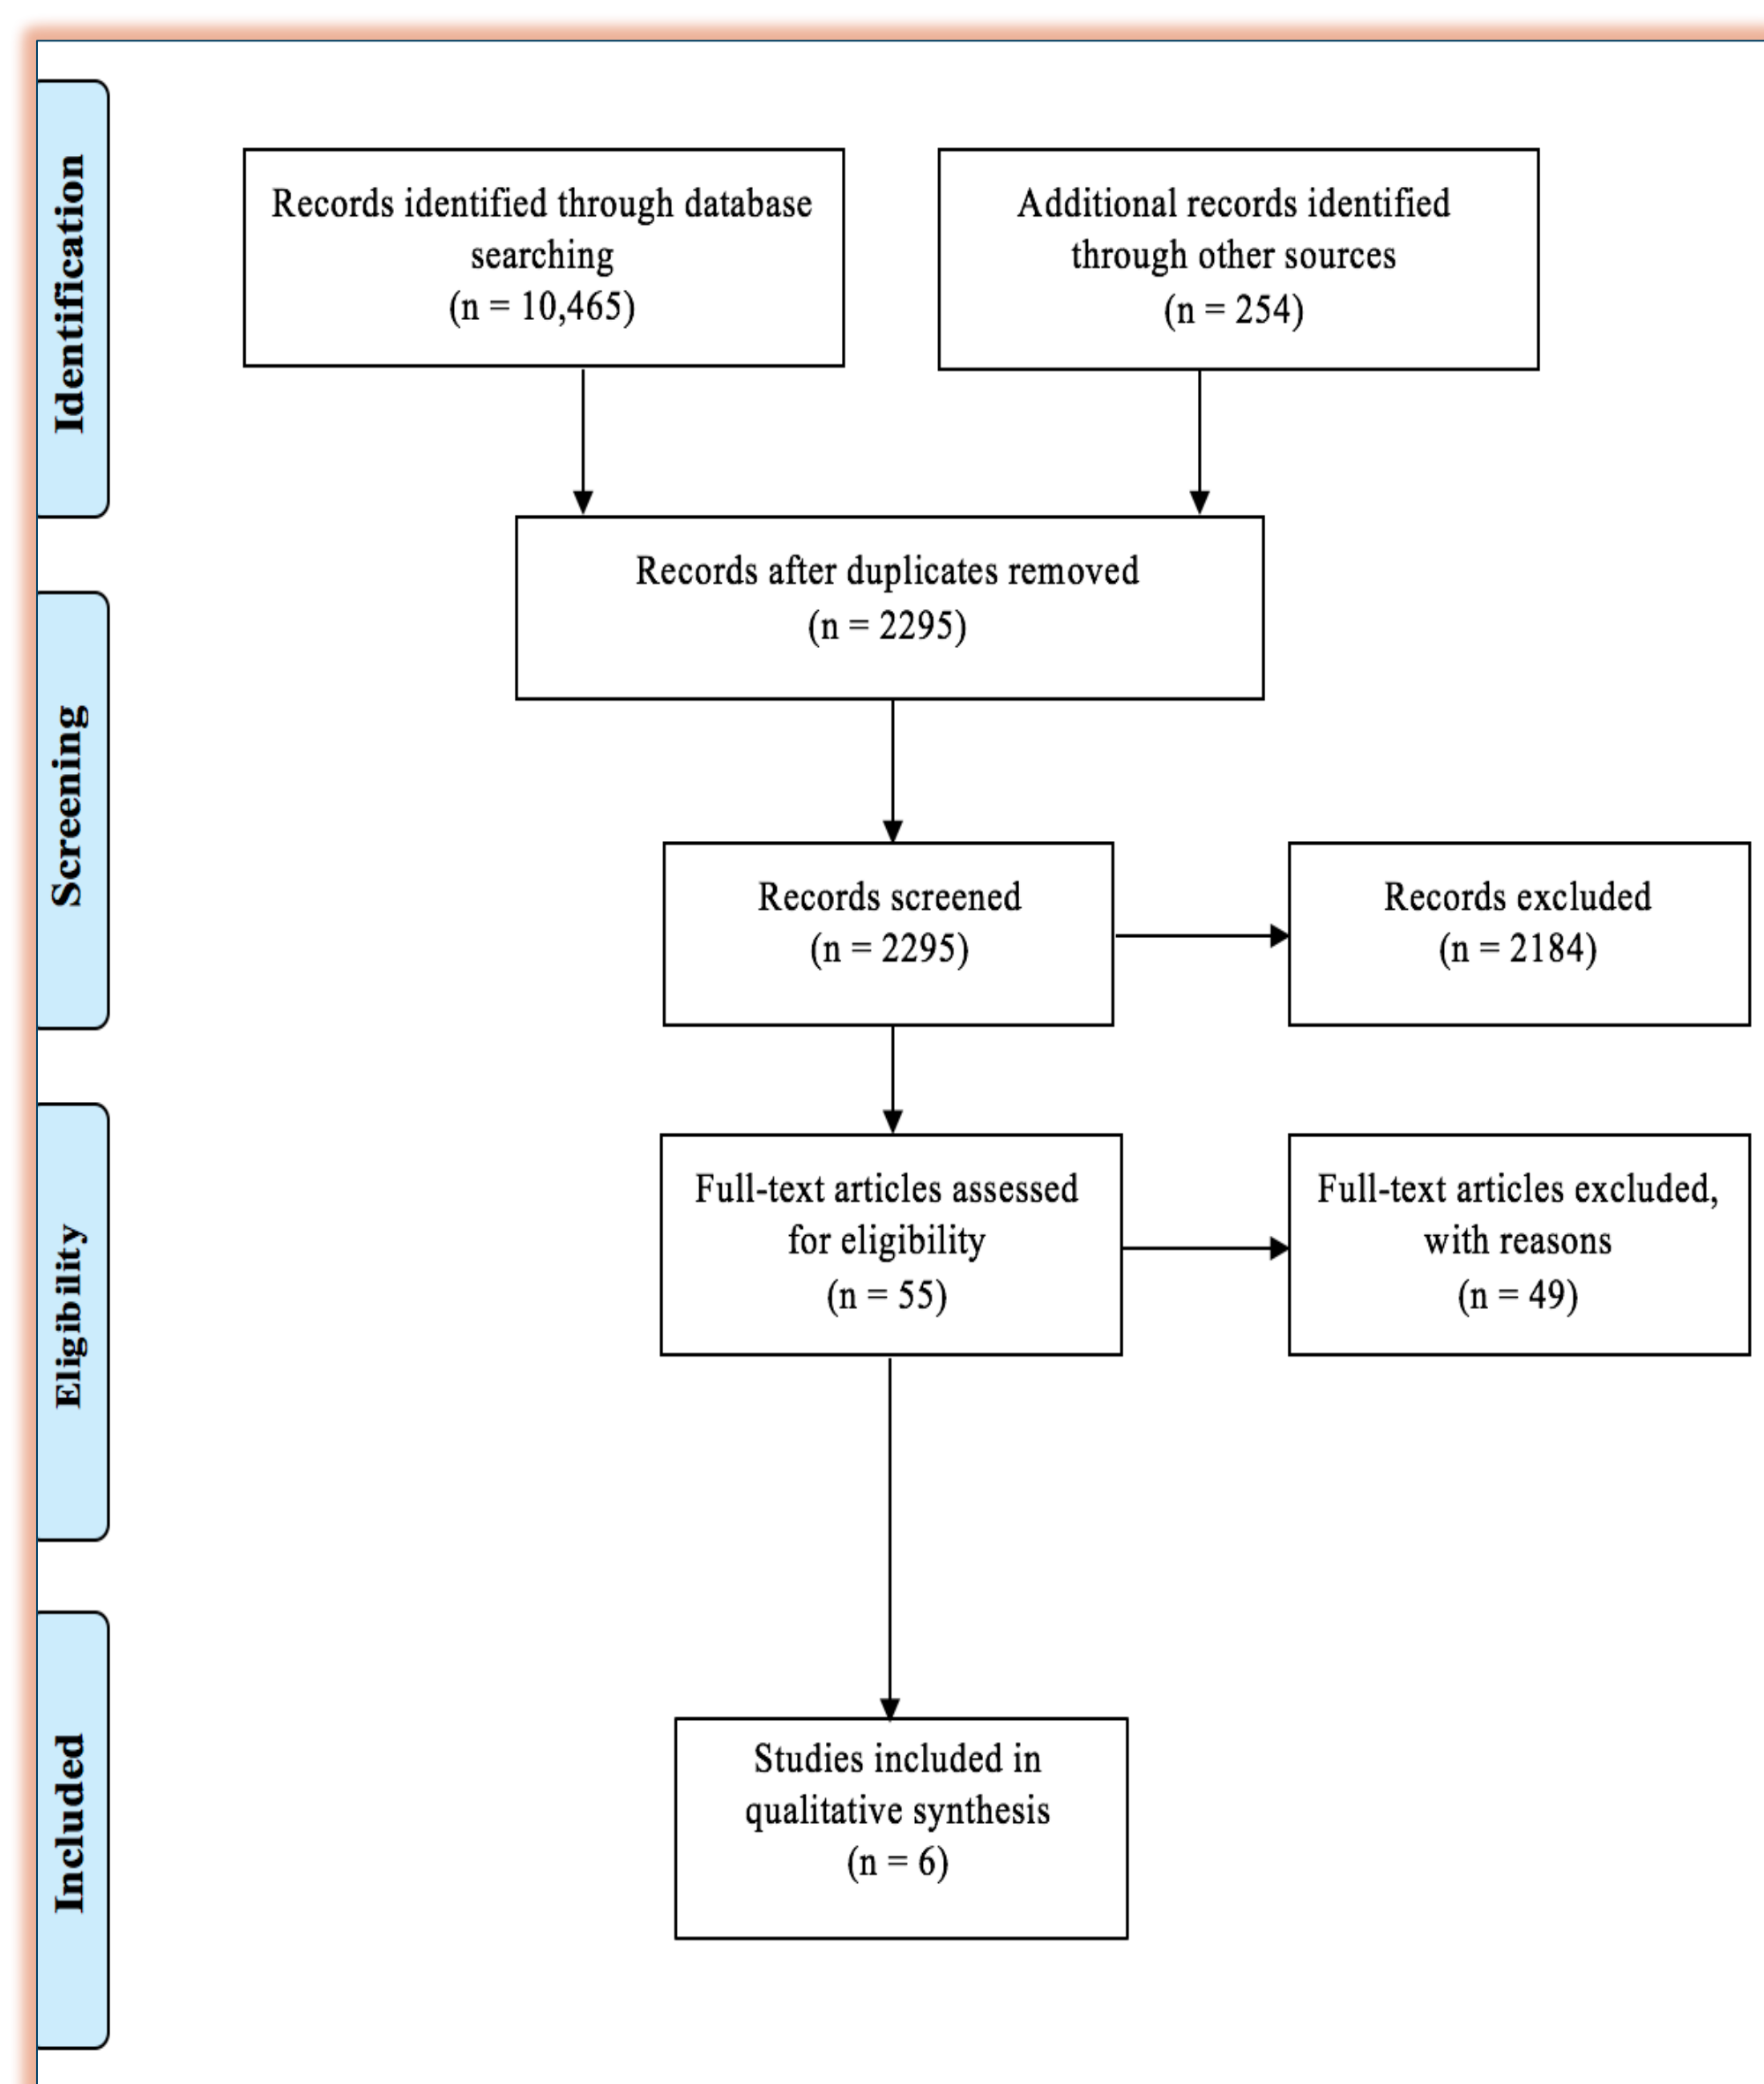 Identification
Records identified through database
searching
(n = 10,465)
Additional records identified
through other sources
(n = 254)
Records after duplicates removed
(n = 2295)
Screening
Records screened
(n = 2295)
Records excluded
(n = 2184)
Eligibility
Full-text articles assessed
for eligibility
(n = 55)
Full-text articles excluded,
with reasons
(n = 49)
Included
Studies included in
qualitative synthesis
(n = 6)